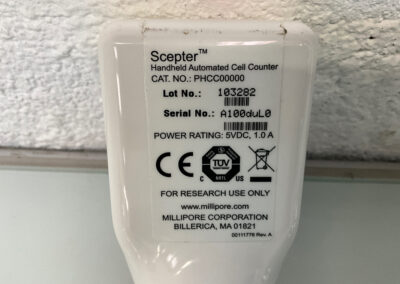 Scepter™
Handheld Automated Cell Counter
CAT. NO.: PHCC00000
Lot No.: 103282
Serial No.: A100duL0
POWER RATING: 5VDC, 1.0 A
CE C TÜV US
NRTL
FOR RESEARCH USE ONLY
www.millipore.com
MILLIPORE CORPORATION
BILLERICA, MA 01821
00111776 Rev. A